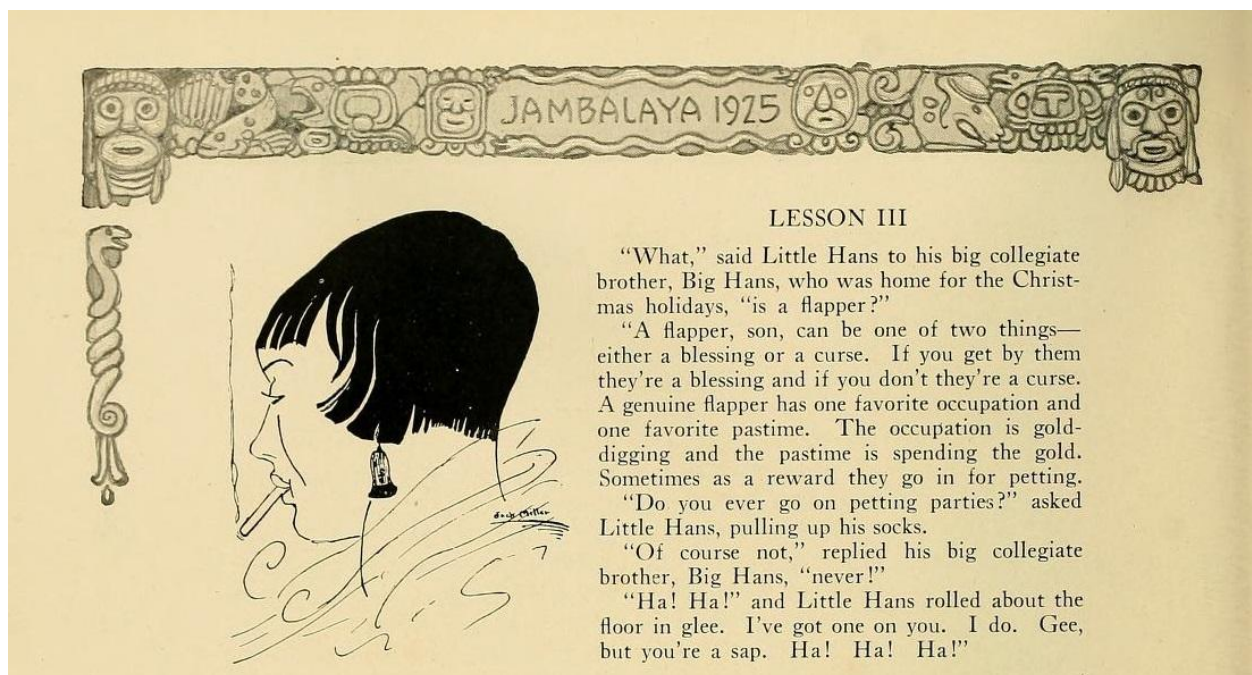 JAMBALAYA 1925
Jack Miller
LESSON III
"What," said Little Hans to his big collegiate
brother, Big Hans, who was home for the Christ-
mas holidays, "is a flapper?"
"A flapper, son, can be one of two things—
either a blessing or a curse. If you get by them
they're a blessing and if you don't they're a curse.
A genuine flapper has one favorite occupation and
one favorite pastime. The occupation is gold-
digging and the pastime is spending the gold.
Sometimes as a reward they go in for petting.
"Do you ever go on petting parties?" asked
Little Hans, pulling up his socks.
"Of course not," replied his big collegiate
brother, Big Hans, "never!"
"Ha! Ha!" and Little Hans rolled about the
floor in glee. I've got one on you. I do. Gee,
but you're a sap. Ha! Ha! Ha!"